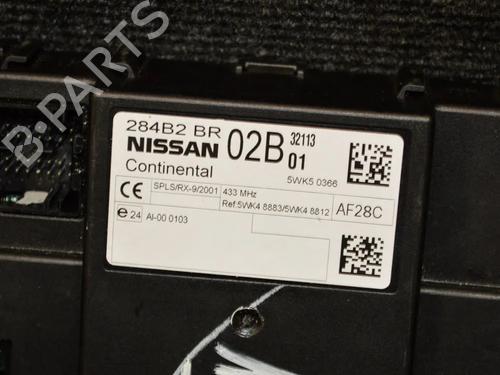 B-PARTS
284B2 BR
NISSAN 02B 32113
01
Continental
5WK5 0366
CE SPLS/RX-9/2001 433 MHz
Ref:5WK4 8883/5WK4 8812 AF28C
e 24 AI-00 0103